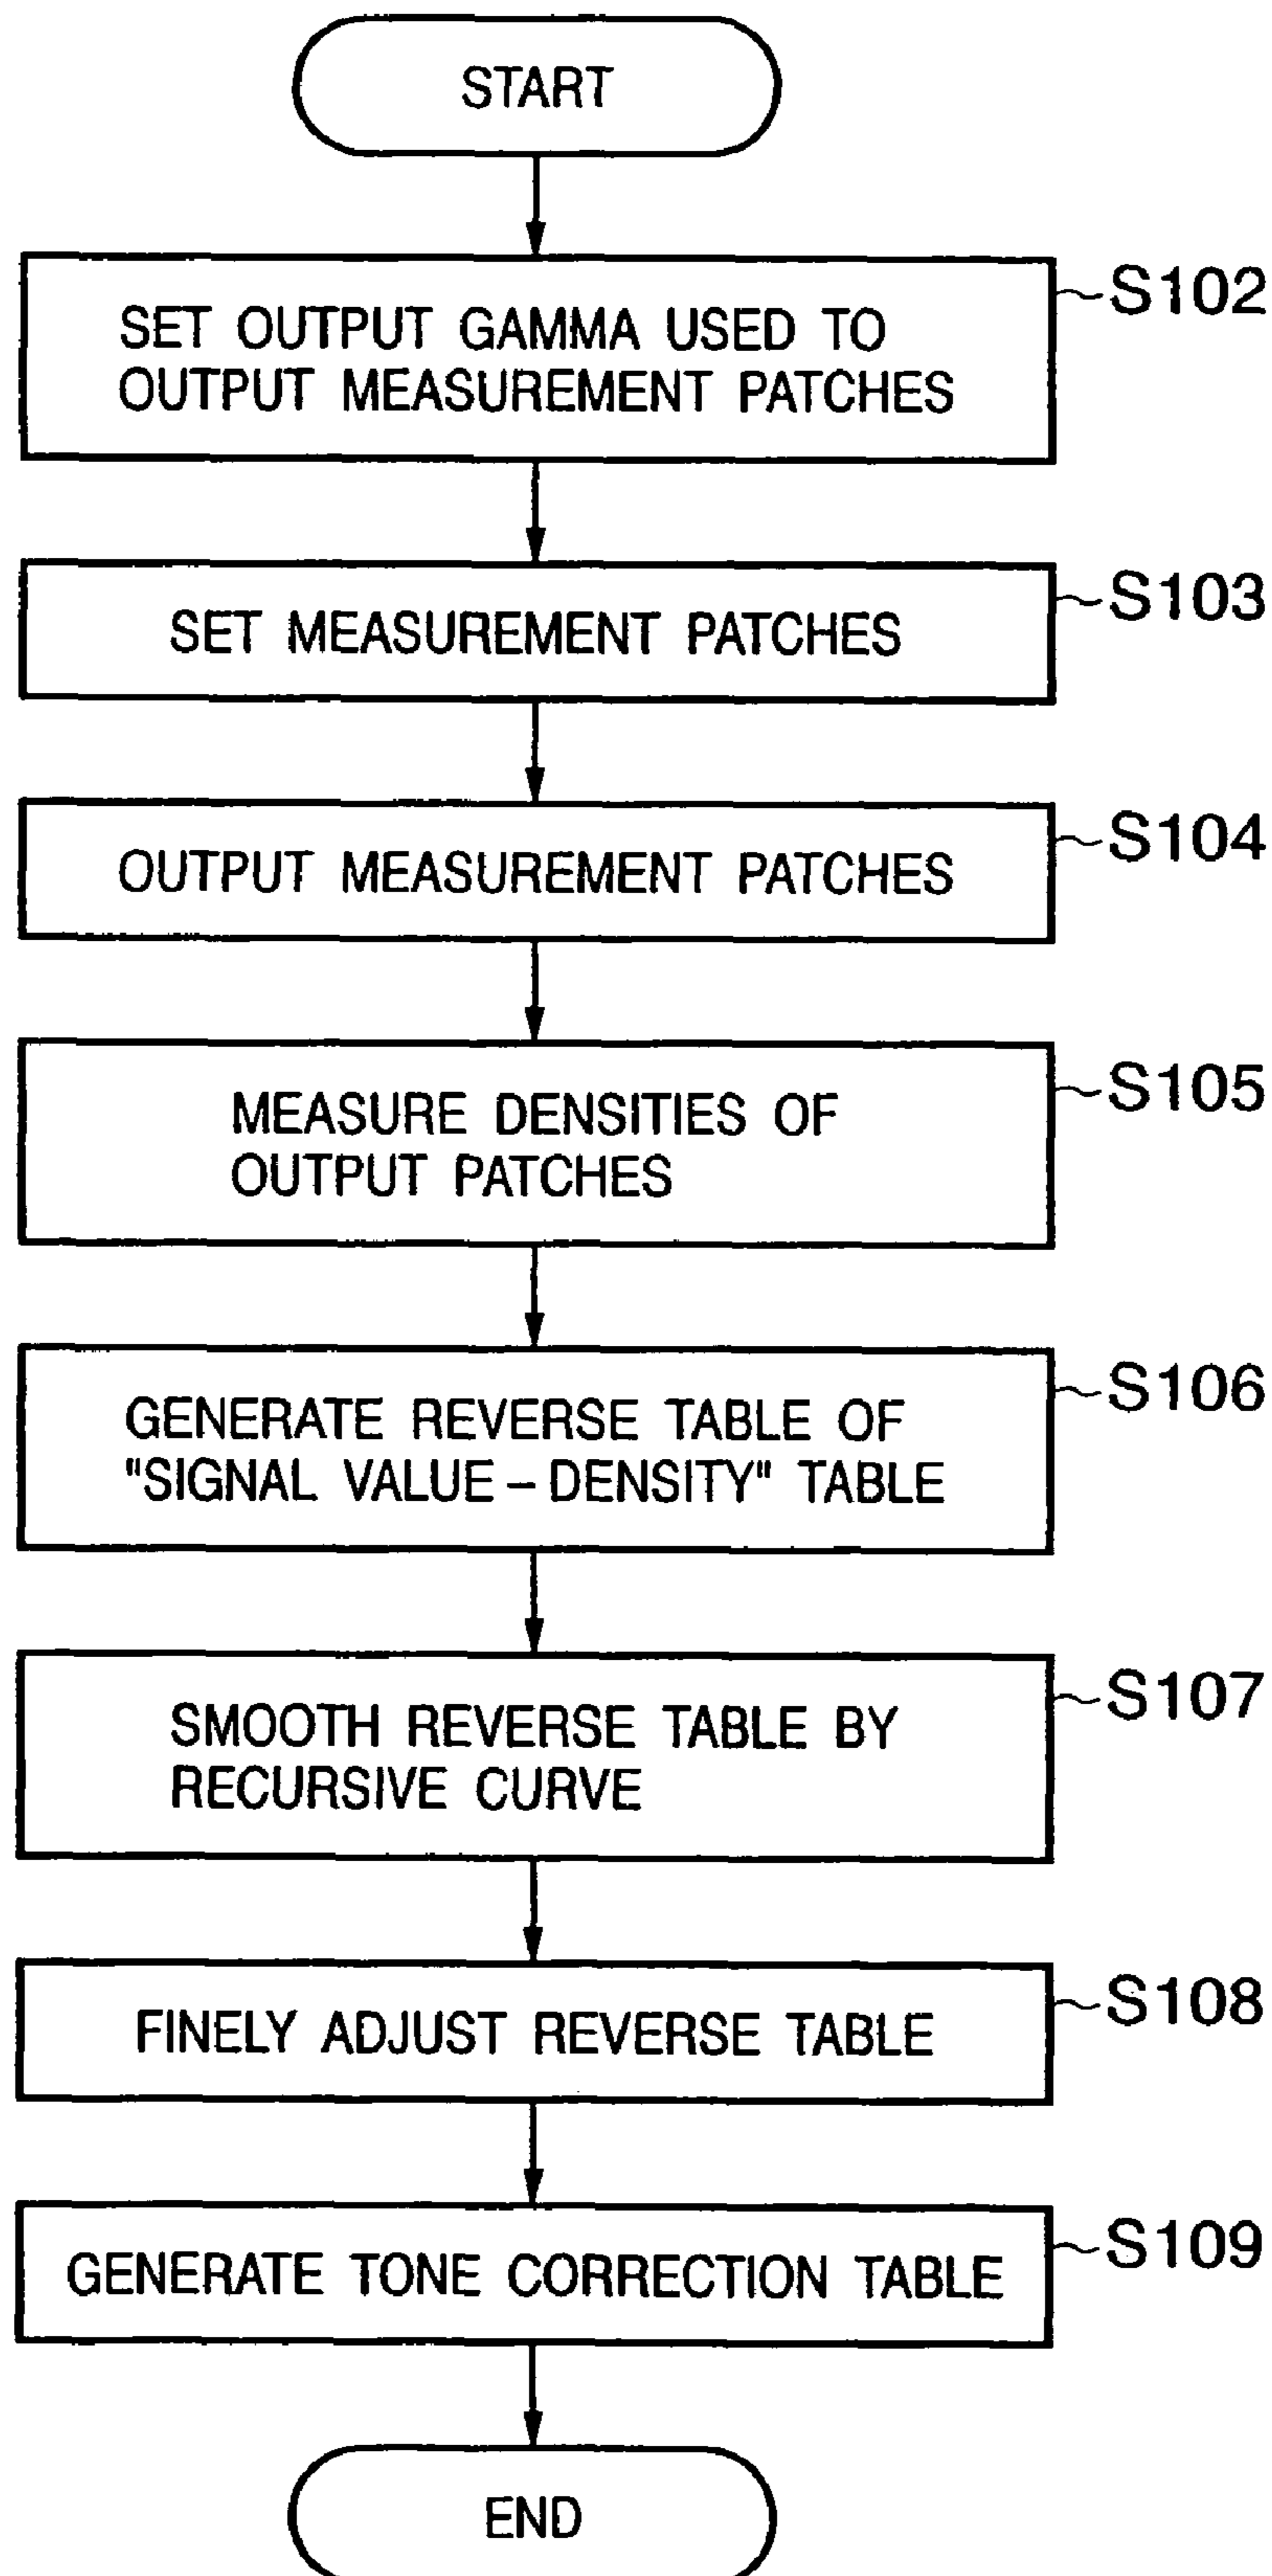 START
S102
SET OUTPUT GAMMA USED TO
OUTPUT MEASUREMENT PATCHES
S103
SET MEASUREMENT PATCHES
S104
OUTPUT MEASUREMENT PATCHES
S105
MEASURE DENSITIES OF
OUTPUT PATCHES
S106
GENERATE REVERSE TABLE OF
"SIGNAL VALUE – DENSITY" TABLE
S107
SMOOTH REVERSE TABLE BY
RECURSIVE CURVE
S108
FINELY ADJUST REVERSE TABLE
S109
GENERATE TONE CORRECTION TABLE
END